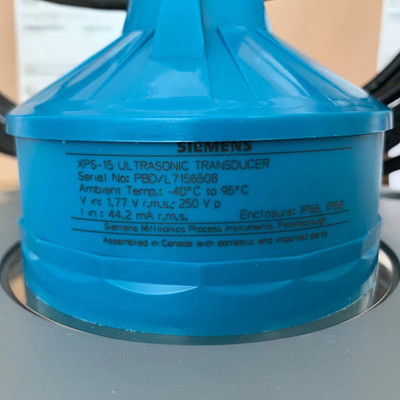 SIEMENS
XPS-15 ULTRASONIC TRANSDUCER
Serial No: PBD/L7156508
Ambient Temp.: -40°C to 95°C
V in: 1,77 V r.m.s.; 250 V p
I in: 44,2 mA r.m.s. Enclosure: IP66, IP68
Siemens Milltronics Process Instruments, Peterborough
Assembled in Canada with domestic and imported parts